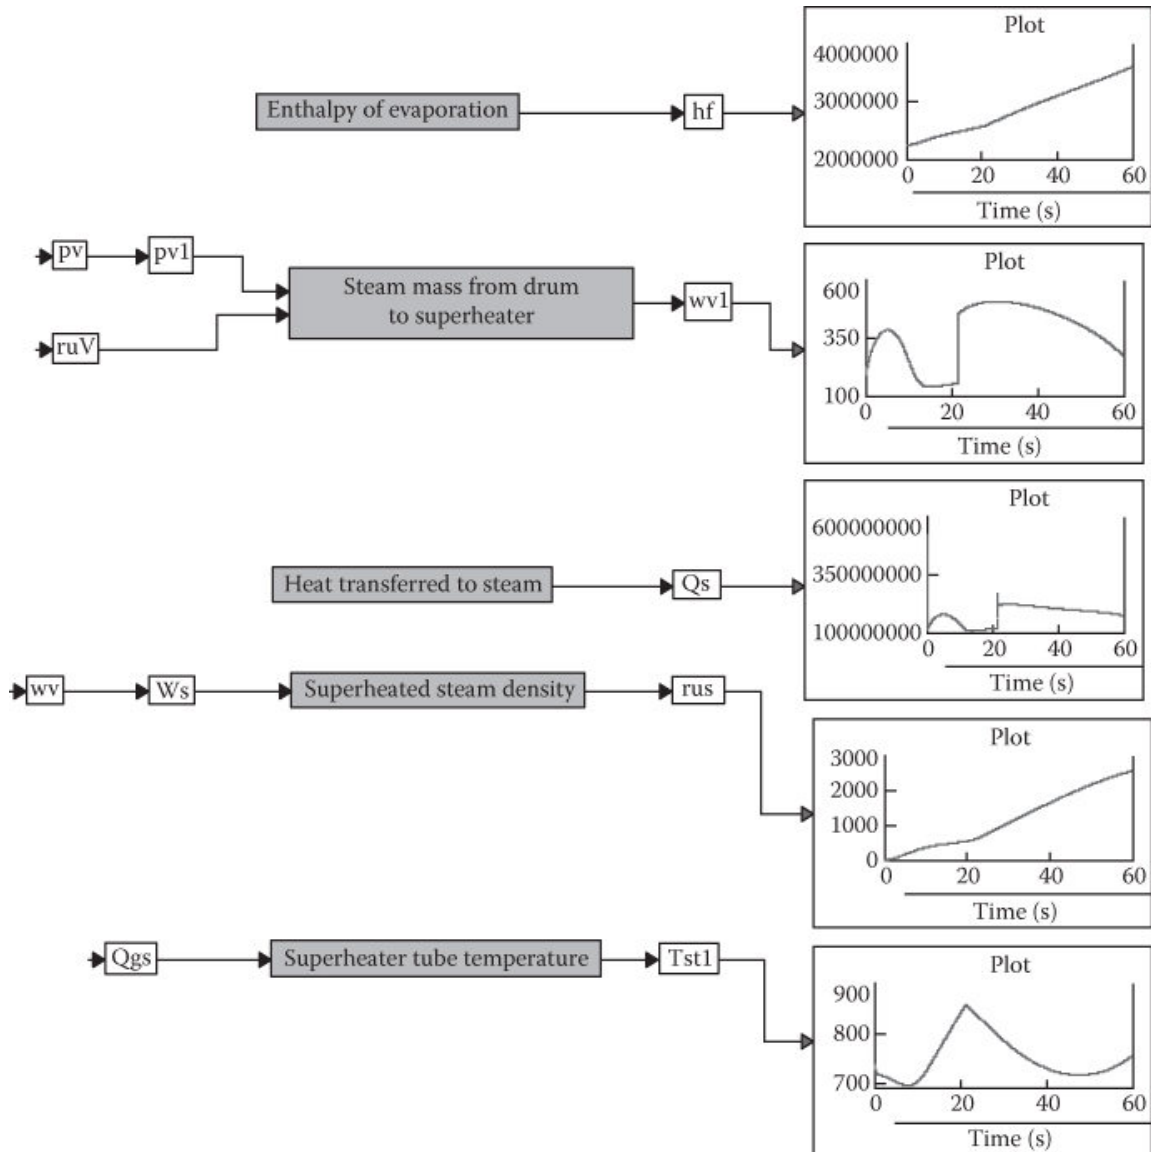 Plot
4000000
3000000
2000000
0 20 40 60
Time (s)
Enthalpy of evaporation
hf
pv
pv1
ruV
Steam mass from drum
to superheater
wv1
Plot
600
350
100
0 20 40 60
Time (s)
Heat transferred to steam
Qs
Plot
600000000
350000000
100000000
0 20 40 60
Time (s)
wv
Ws
Superheated steam density
rus
Plot
3000
2000
1000
0
0 20 40 60
Time (s)
Qgs
Superheater tube temperature
Tst1
Plot
900
800
700
0 20 40 60
Time (s)